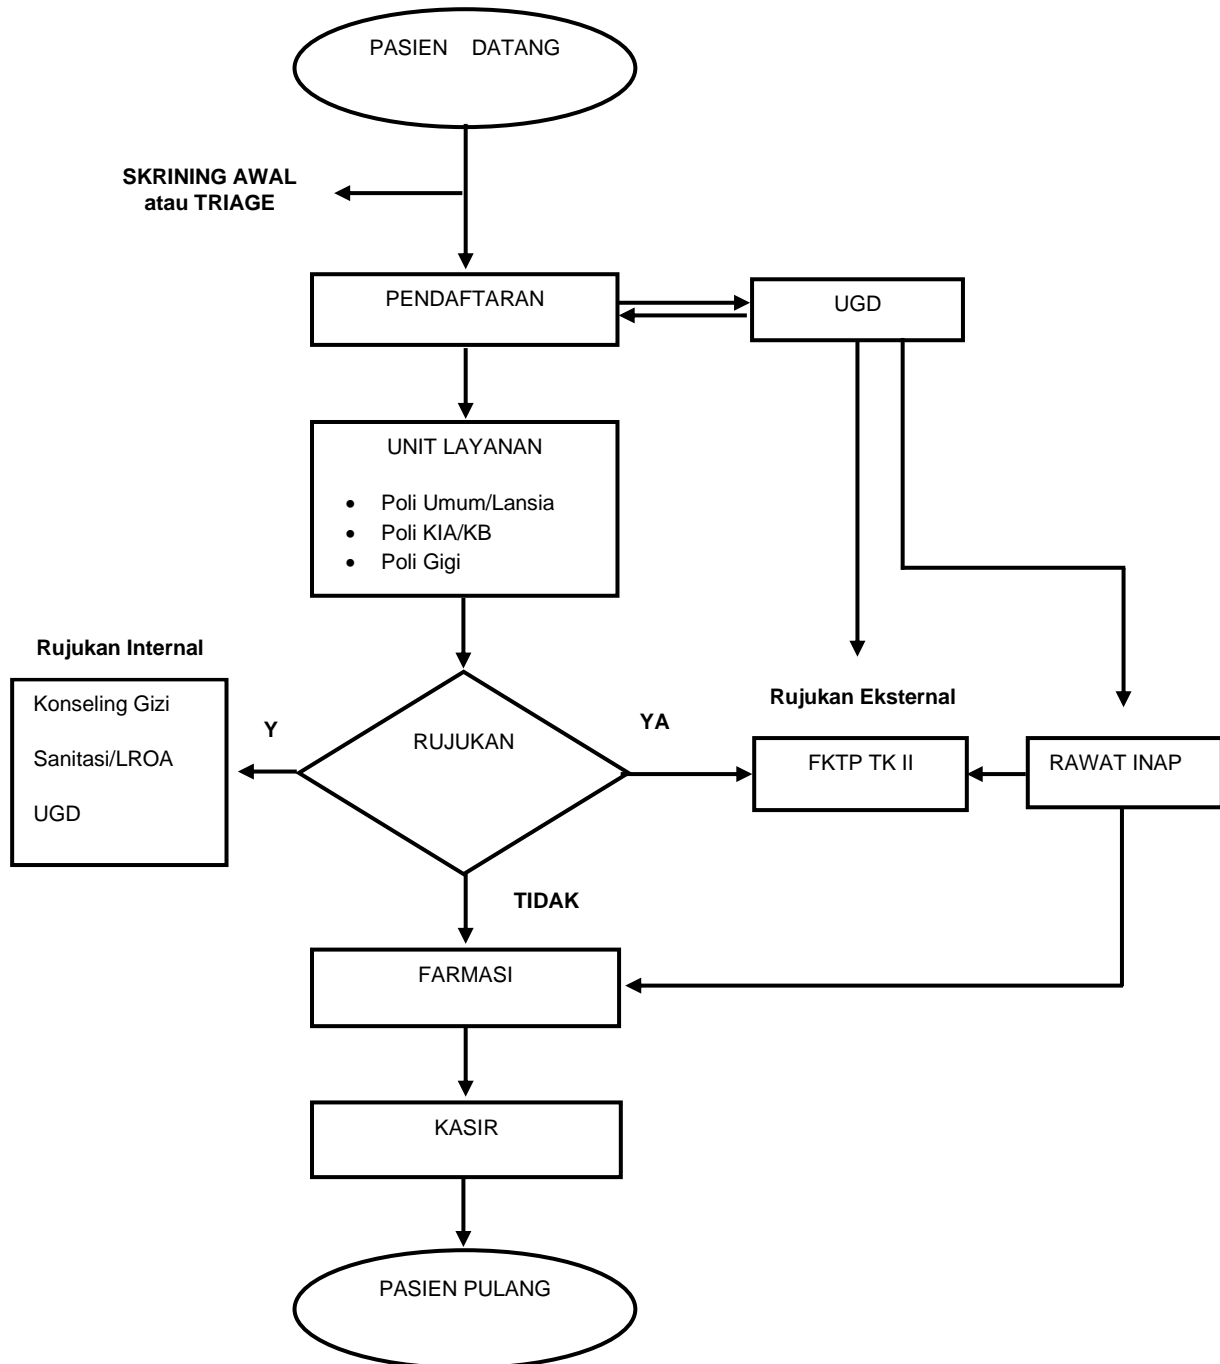 PASIEN DATANG
SKRINING AWAL
atau TRIAGE
PENDAFTARAN
UGD
UNIT LAYANAN
• Poli Umum/Lansia
• Poli KIA/KB
• Poli Gigi
Rujukan Internal
Konseling Gizi
Sanitasi/LROA
UGD
Y
RUJUKAN
YA
Rujukan Eksternal
FKTP TK II
RAWAT INAP
TIDAK
FARMASI
KASIR
PASIEN PULANG